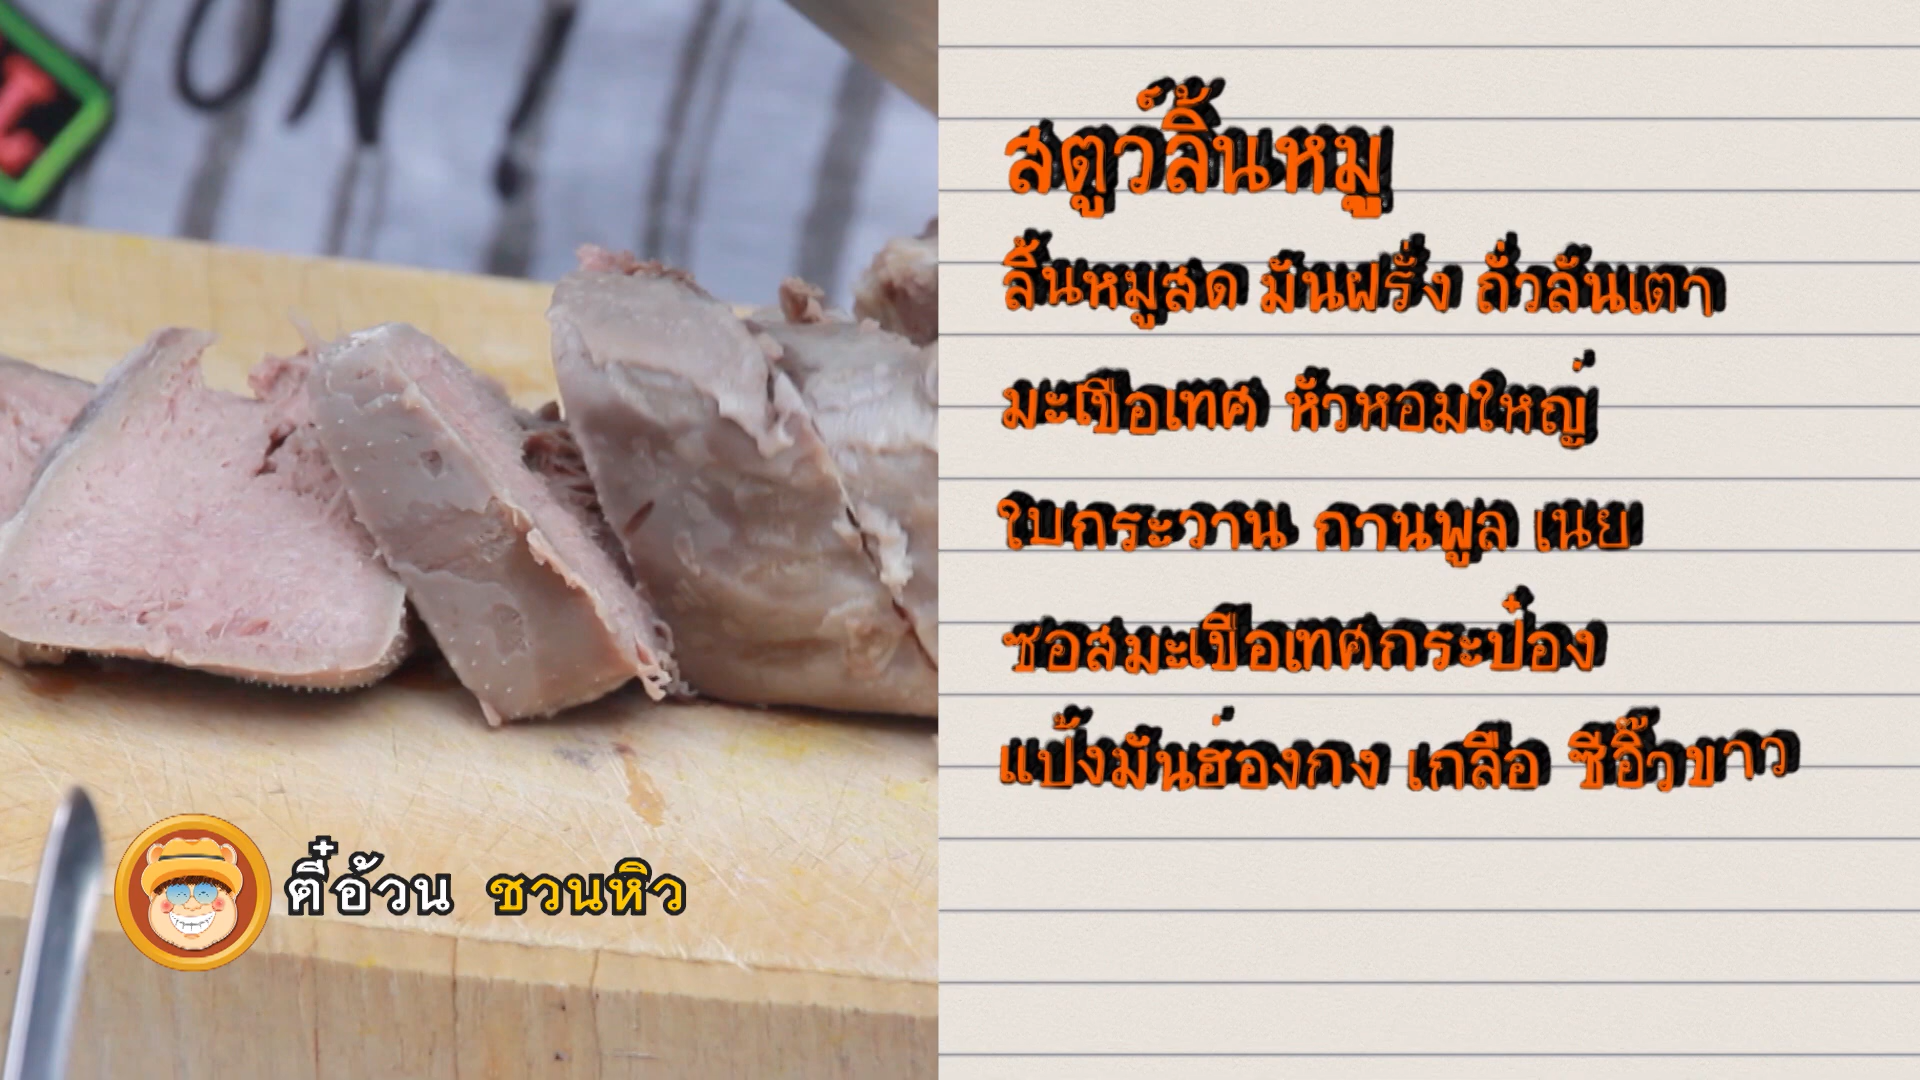 ON!
สตูว์ลิ้นหมู
ลิ้นหมูสด มันฝรั่ง ถั่วลันเตา
มะเขือเทศ หัวหอมใหญ่
ใบกระวาน กานพูล เนย
ซอสมะเขือเทศกระป๋อง
แป้งมันฮ่องกง เกลือ ซีอิ๊วขาว
ตี๋อ้วน ชวนหิว